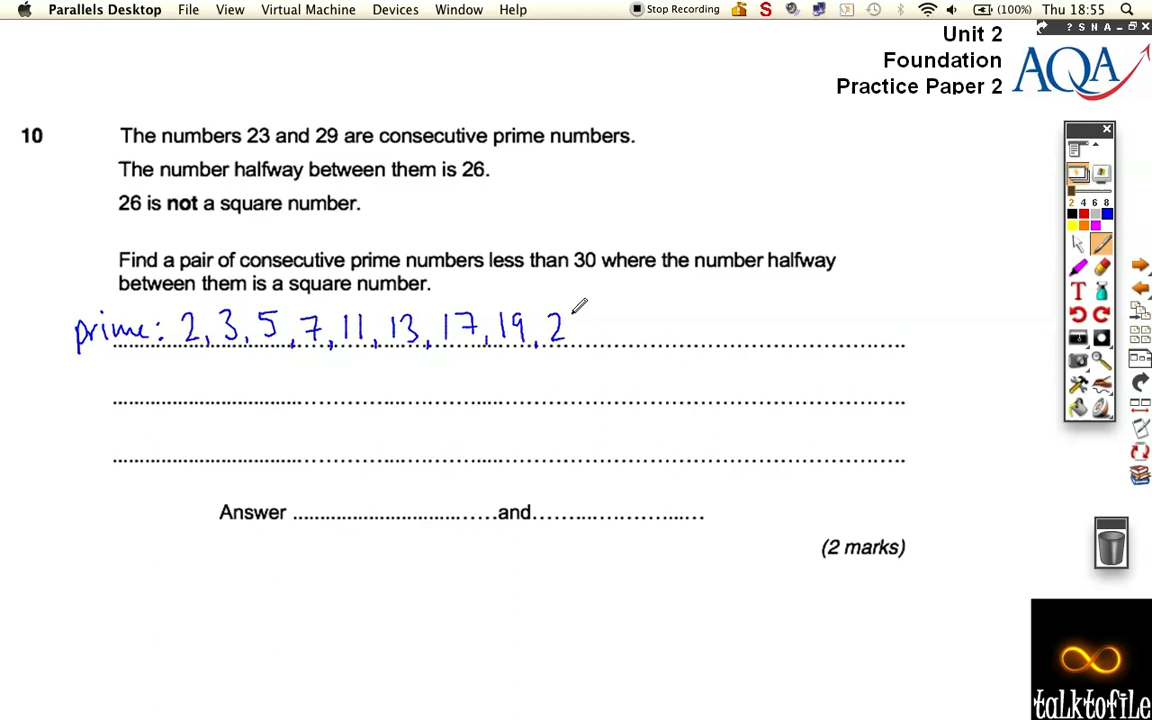 Parallels Desktop File View Virtual Machine Devices Window Help Stop Recording (100%) Thu 18:55
? S N A
Unit 2
Foundation
Practice Paper 2
AQA
10 The numbers 23 and 29 are consecutive prime numbers.
The number halfway between them is 26.
26 is not a square number.
Find a pair of consecutive prime numbers less than 30 where the number halfway
between them is a square number.
prime: 2, 3, 5, 7, 11, 13, 17, 19, 2
Answer ....................................and..............................
(2 marks)
2 4 6 8
T
talktofile